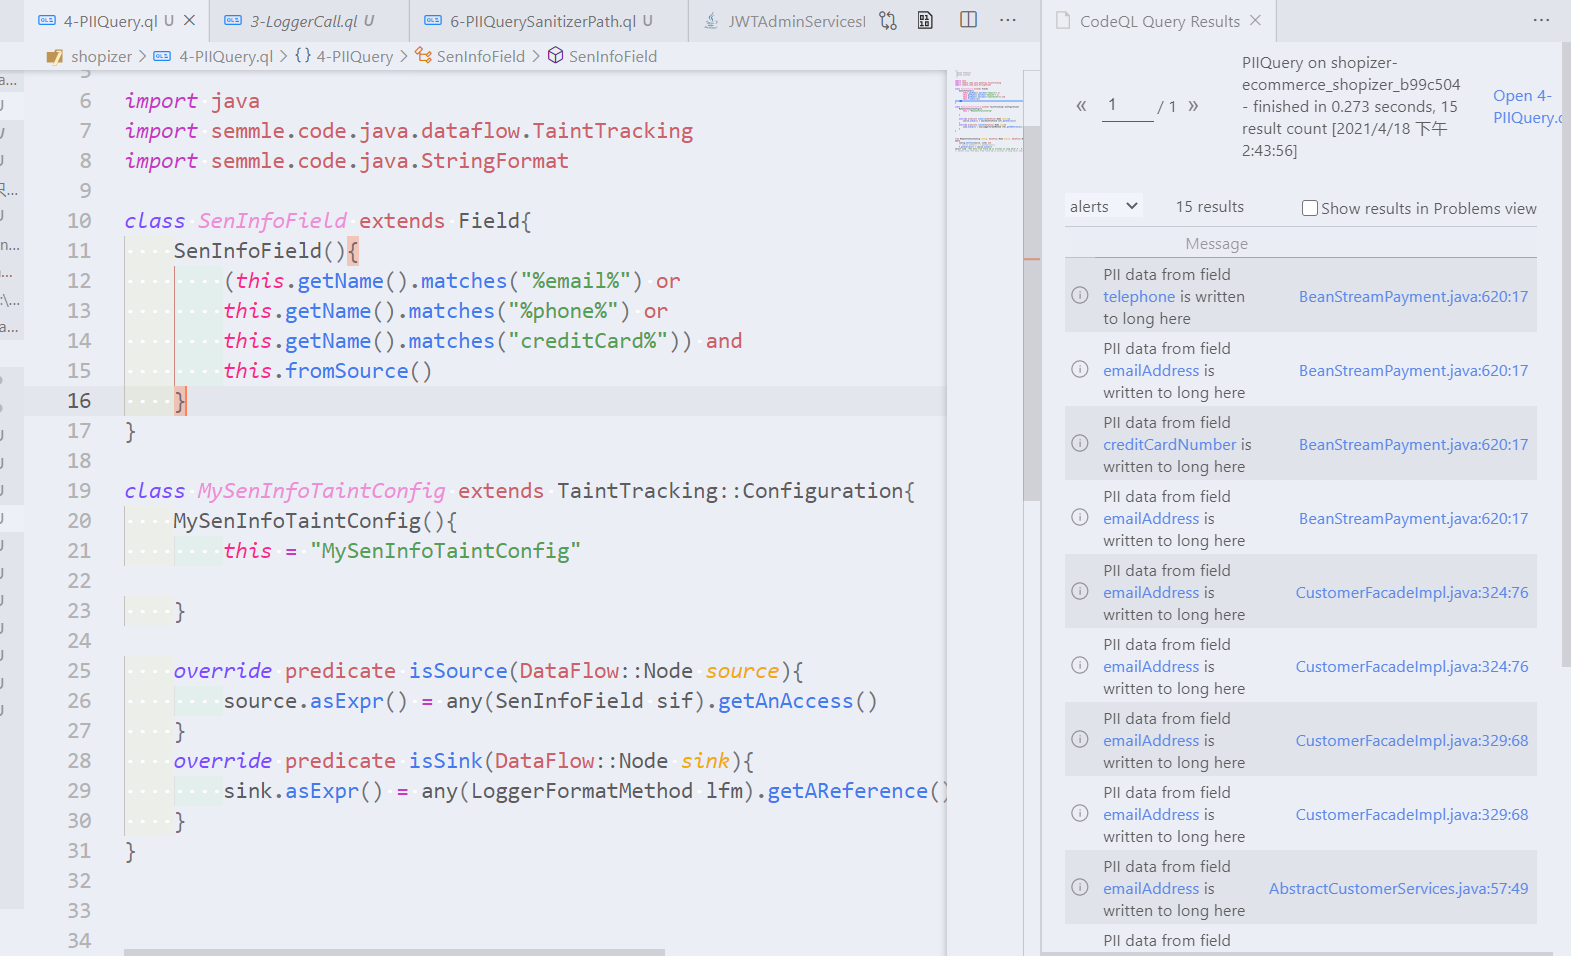 4-PIIQuery.ql U
3-LoggerCall.ql U
6-PIIQuerySanitizerPath.ql U
JWTAdminServicesI
CodeQL Query Results
shopizer > 4-PIIQuery.ql > {} 4-PIIQuery > SenInfoField > SenInfoField
5
6 import java
7 import semmle.code.java.dataflow.TaintTracking
8 import semmle.code.java.StringFormat
9
10 class SenInfoField extends Field{
11 SenInfoField(){
12 (this.getName().matches("%email%") or
13 this.getName().matches("%phone%") or
14 this.getName().matches("creditCard%")) and
15 this.fromSource()
16 }
17 }
18
19 class MySenInfoTaintConfig extends TaintTracking::Configuration{
20 MySenInfoTaintConfig(){
21 this = "MySenInfoTaintConfig"
22
23 }
24
25 override predicate isSource(DataFlow::Node source){
26 source.asExpr() = any(SenInfoField sif).getAnAccess()
27 }
28 override predicate isSink(DataFlow::Node sink){
29 sink.asExpr() = any(LoggerFormatMethod lfm).getAReference()
30 }
31 }
32
33
34
« 1 / 1 »
PIIQuery on shopizer-
ecommerce_shopizer_b99c504
- finished in 0.273 seconds, 15
result count [2021/4/18 下午
2:43:56]
Open 4-
PIIQuery.q
alerts
15 results
Show results in Problems view
Message
PII data from field
telephone is written
to long here
BeanStreamPayment.java:620:17
PII data from field
emailAddress is
written to long here
BeanStreamPayment.java:620:17
PII data from field
creditCardNumber is
written to long here
BeanStreamPayment.java:620:17
PII data from field
emailAddress is
written to long here
BeanStreamPayment.java:620:17
PII data from field
emailAddress is
written to long here
CustomerFacadeImpl.java:324:76
PII data from field
emailAddress is
written to long here
CustomerFacadeImpl.java:324:76
PII data from field
emailAddress is
written to long here
CustomerFacadeImpl.java:329:68
PII data from field
emailAddress is
written to long here
CustomerFacadeImpl.java:329:68
PII data from field
emailAddress is
written to long here
AbstractCustomerServices.java:57:49
PII data from field